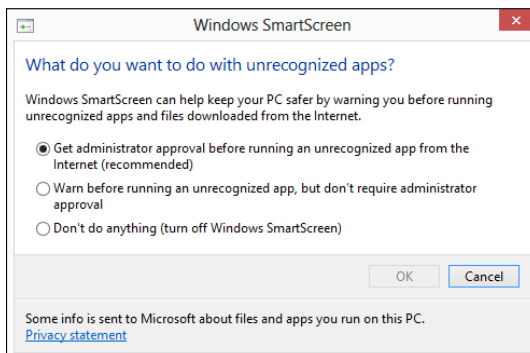 Windows SmartScreen
What do you want to do with unrecognized apps?
Windows SmartScreen can help keep your PC safer by warning you before running
unrecognized apps and files downloaded from the Internet.
Get administrator approval before running an unrecognized app from the
Internet (recommended)
Warn before running an unrecognized app, but don't require administrator
approval
Don't do anything (turn off Windows SmartScreen)
OK
Cancel
Some info is sent to Microsoft about files and apps you run on this PC.
Privacy statement